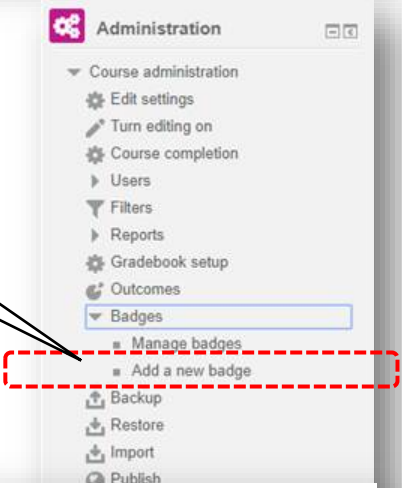 Administration
Course administration
Edit settings
Turn editing on
Course completion
Users
Filters
Reports
Gradebook setup
Outcomes
Badges
Manage badges
Add a new badge
Backup
Restore
Import
Publish